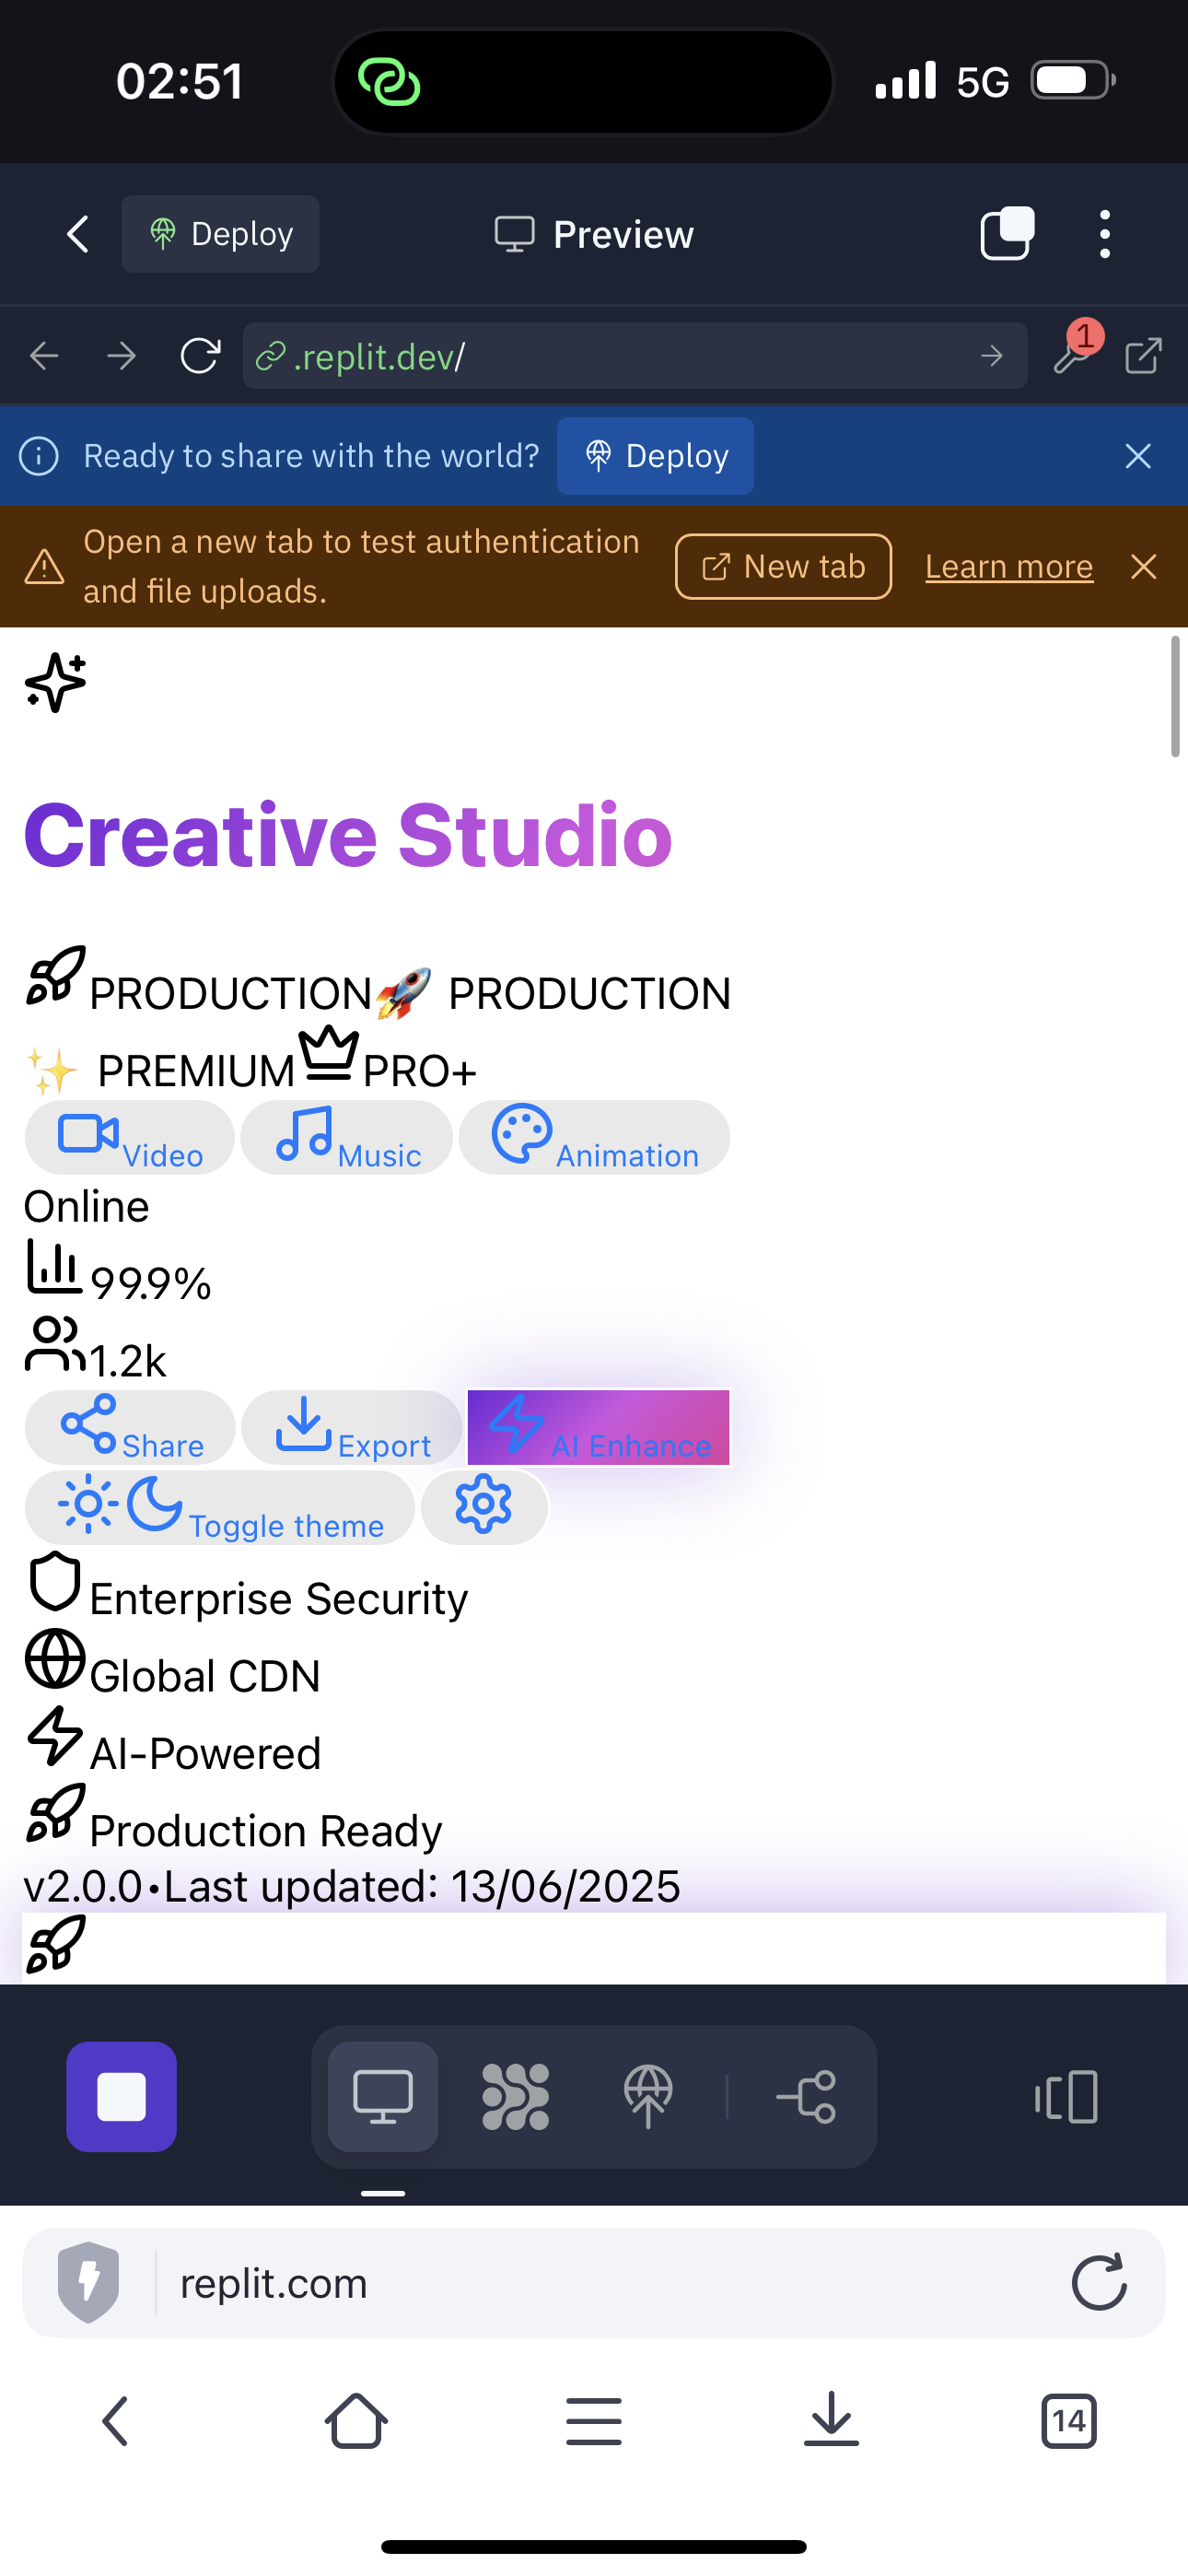 02:51
5G
Deploy
Preview
.replit.dev/
1
Ready to share with the world?
Deploy
Open a new tab to test authentication
and file uploads.
New tab
Learn more
Creative Studio
PRODUCTION🚀 PRODUCTION
✨ PREMIUM PRO+
Video Music Animation
Online
99.9%
1.2k
Share Export AI Enhance
Toggle theme
Enterprise Security
Global CDN
AI-Powered
Production Ready
v2.0.0•Last updated: 13/06/2025
replit.com
14